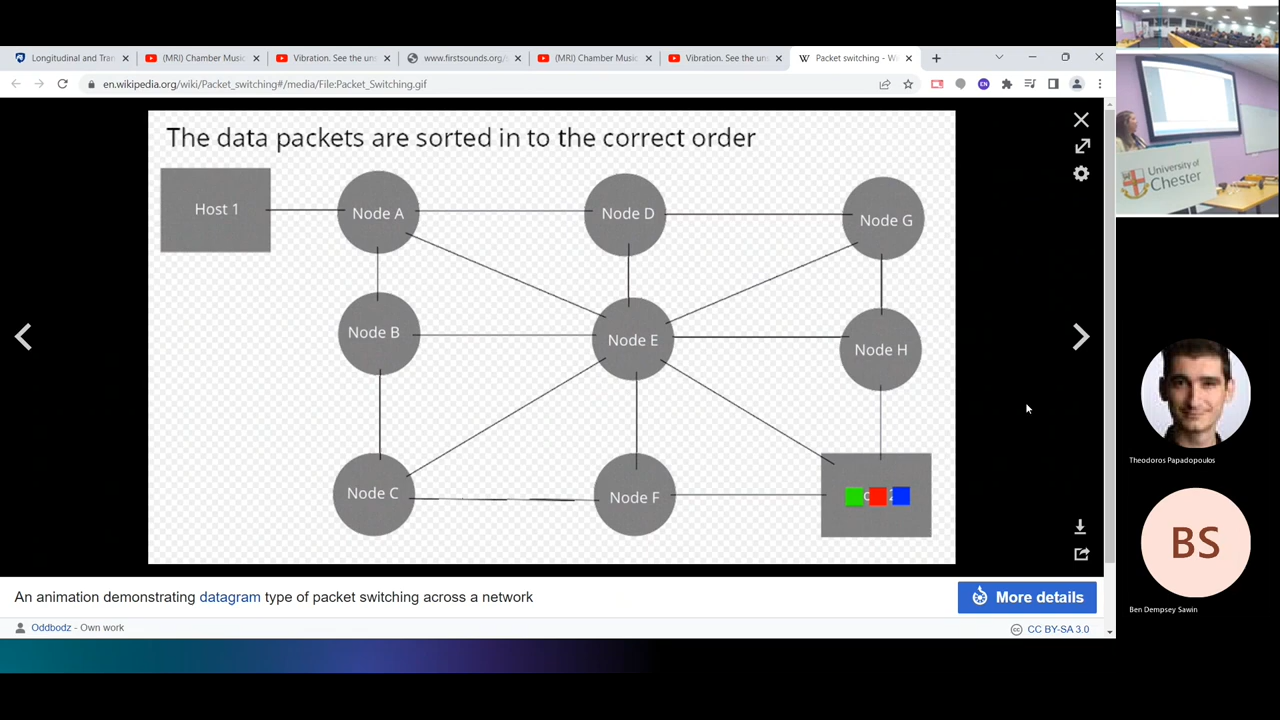 Longitudinal and Tran
(MRI) Chamber Music
Vibration. See the uns
www.firstsounds.org/
(MRI) Chamber Music
Vibration. See the uns
Packet switching - W
en.wikipedia.org/wiki/Packet_switching#/media/File:Packet_Switching.gif
EN
The data packets are sorted in to the correct order
Host 1
Node A
Node D
Node G
Node B
Node E
Node H
Node C
Node F
An animation demonstrating datagram type of packet switching across a network
More details
Oddbodz - Own work
CC BY-SA 3.0
University of
Chester
Theodoros Papadopoulos
BS
Ben Dempsey Sawin